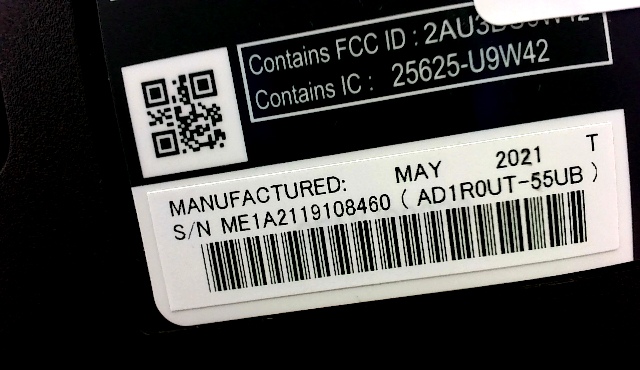 Contains FCC ID :
Contains IC : 25625-U9W42
MANUFACTURED: MAY 2021 T
S/N ME1A2119108460 ( AD1R0UT-55UB )